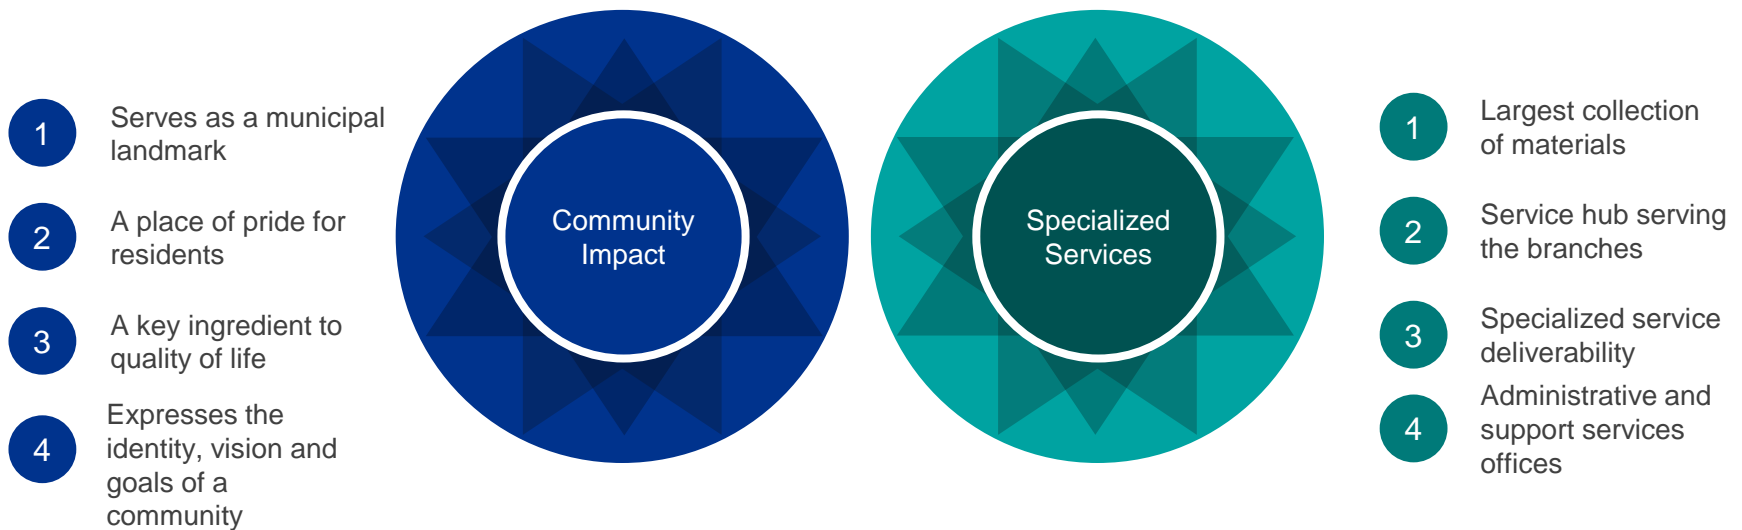 1
Serves as a municipal
landmark
2
A place of pride for
residents
3
A key ingredient to
quality of life
4
Expresses the
identity, vision and
goals of a
community
Community
Impact
Specialized
Services
1
Largest collection
of materials
2
Service hub serving
the branches
3
Specialized service
deliverability
4
Administrative and
support services
offices